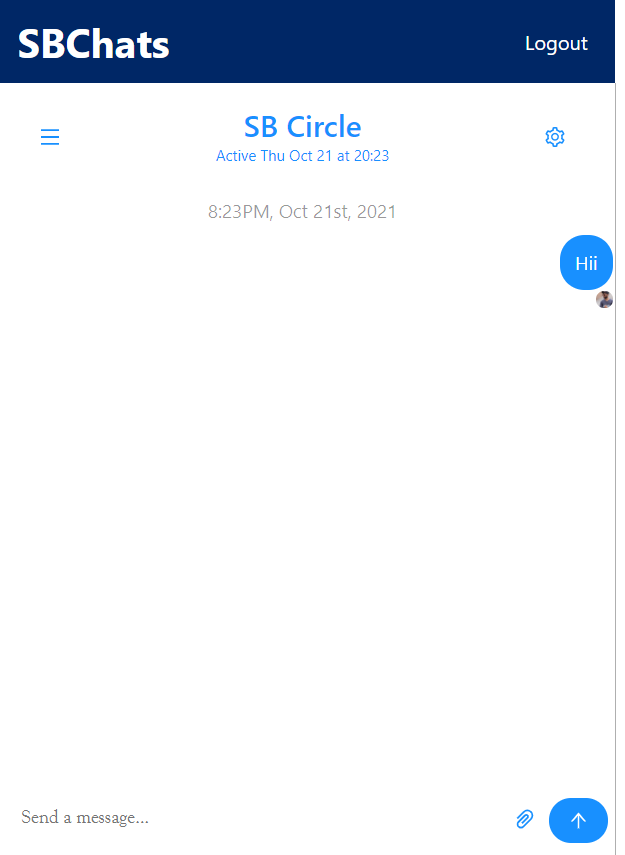 SBChats
Logout
SB Circle
Active Thu Oct 21 at 20:23
8:23PM, Oct 21st, 2021
Hii
Send a message...